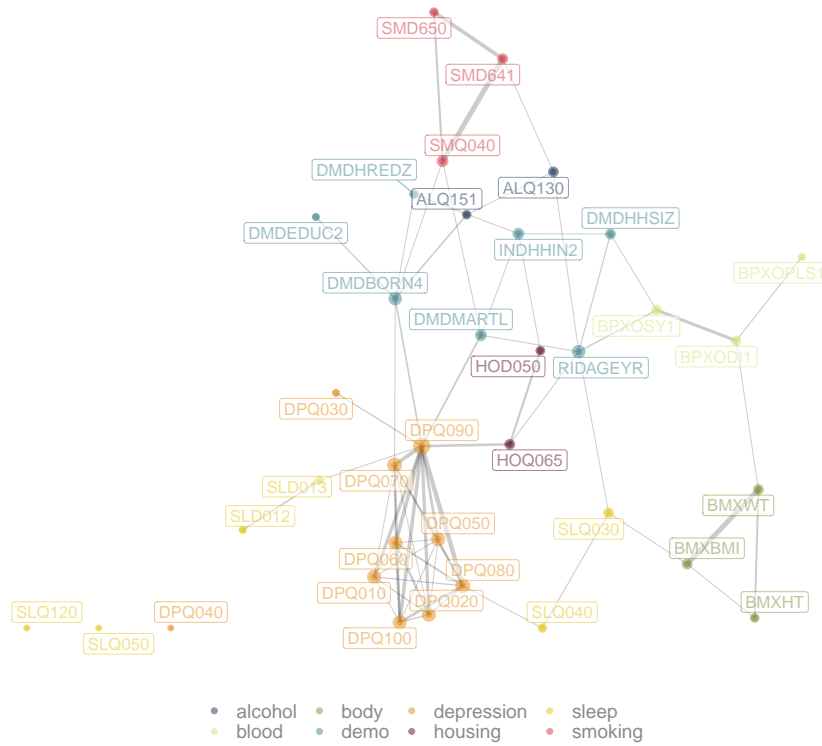 SMD650
SMD641
SMQ040
DMDHREDZ
ALQ151
ALQ130
DMDEDUC2
INDHHIN2
DMDHHSIZ
BPXOPLS1
DMDBORN4
DMDMARTL
BPXOSY1
BPXODI1
HOD050
RIDAGEYR
DPQ030
DPQ090
HOQ065
DPQ070
SLD013
SLD012
DPQ050
SLQ030
BMXWT
DPQ060
BMXBMI
DPQ080
DPQ010
DPQ020
BMXHT
SLQ120
DPQ040
SLQ050
DPQ100
SLQ040
alcohol body depression sleep
blood demo housing smoking